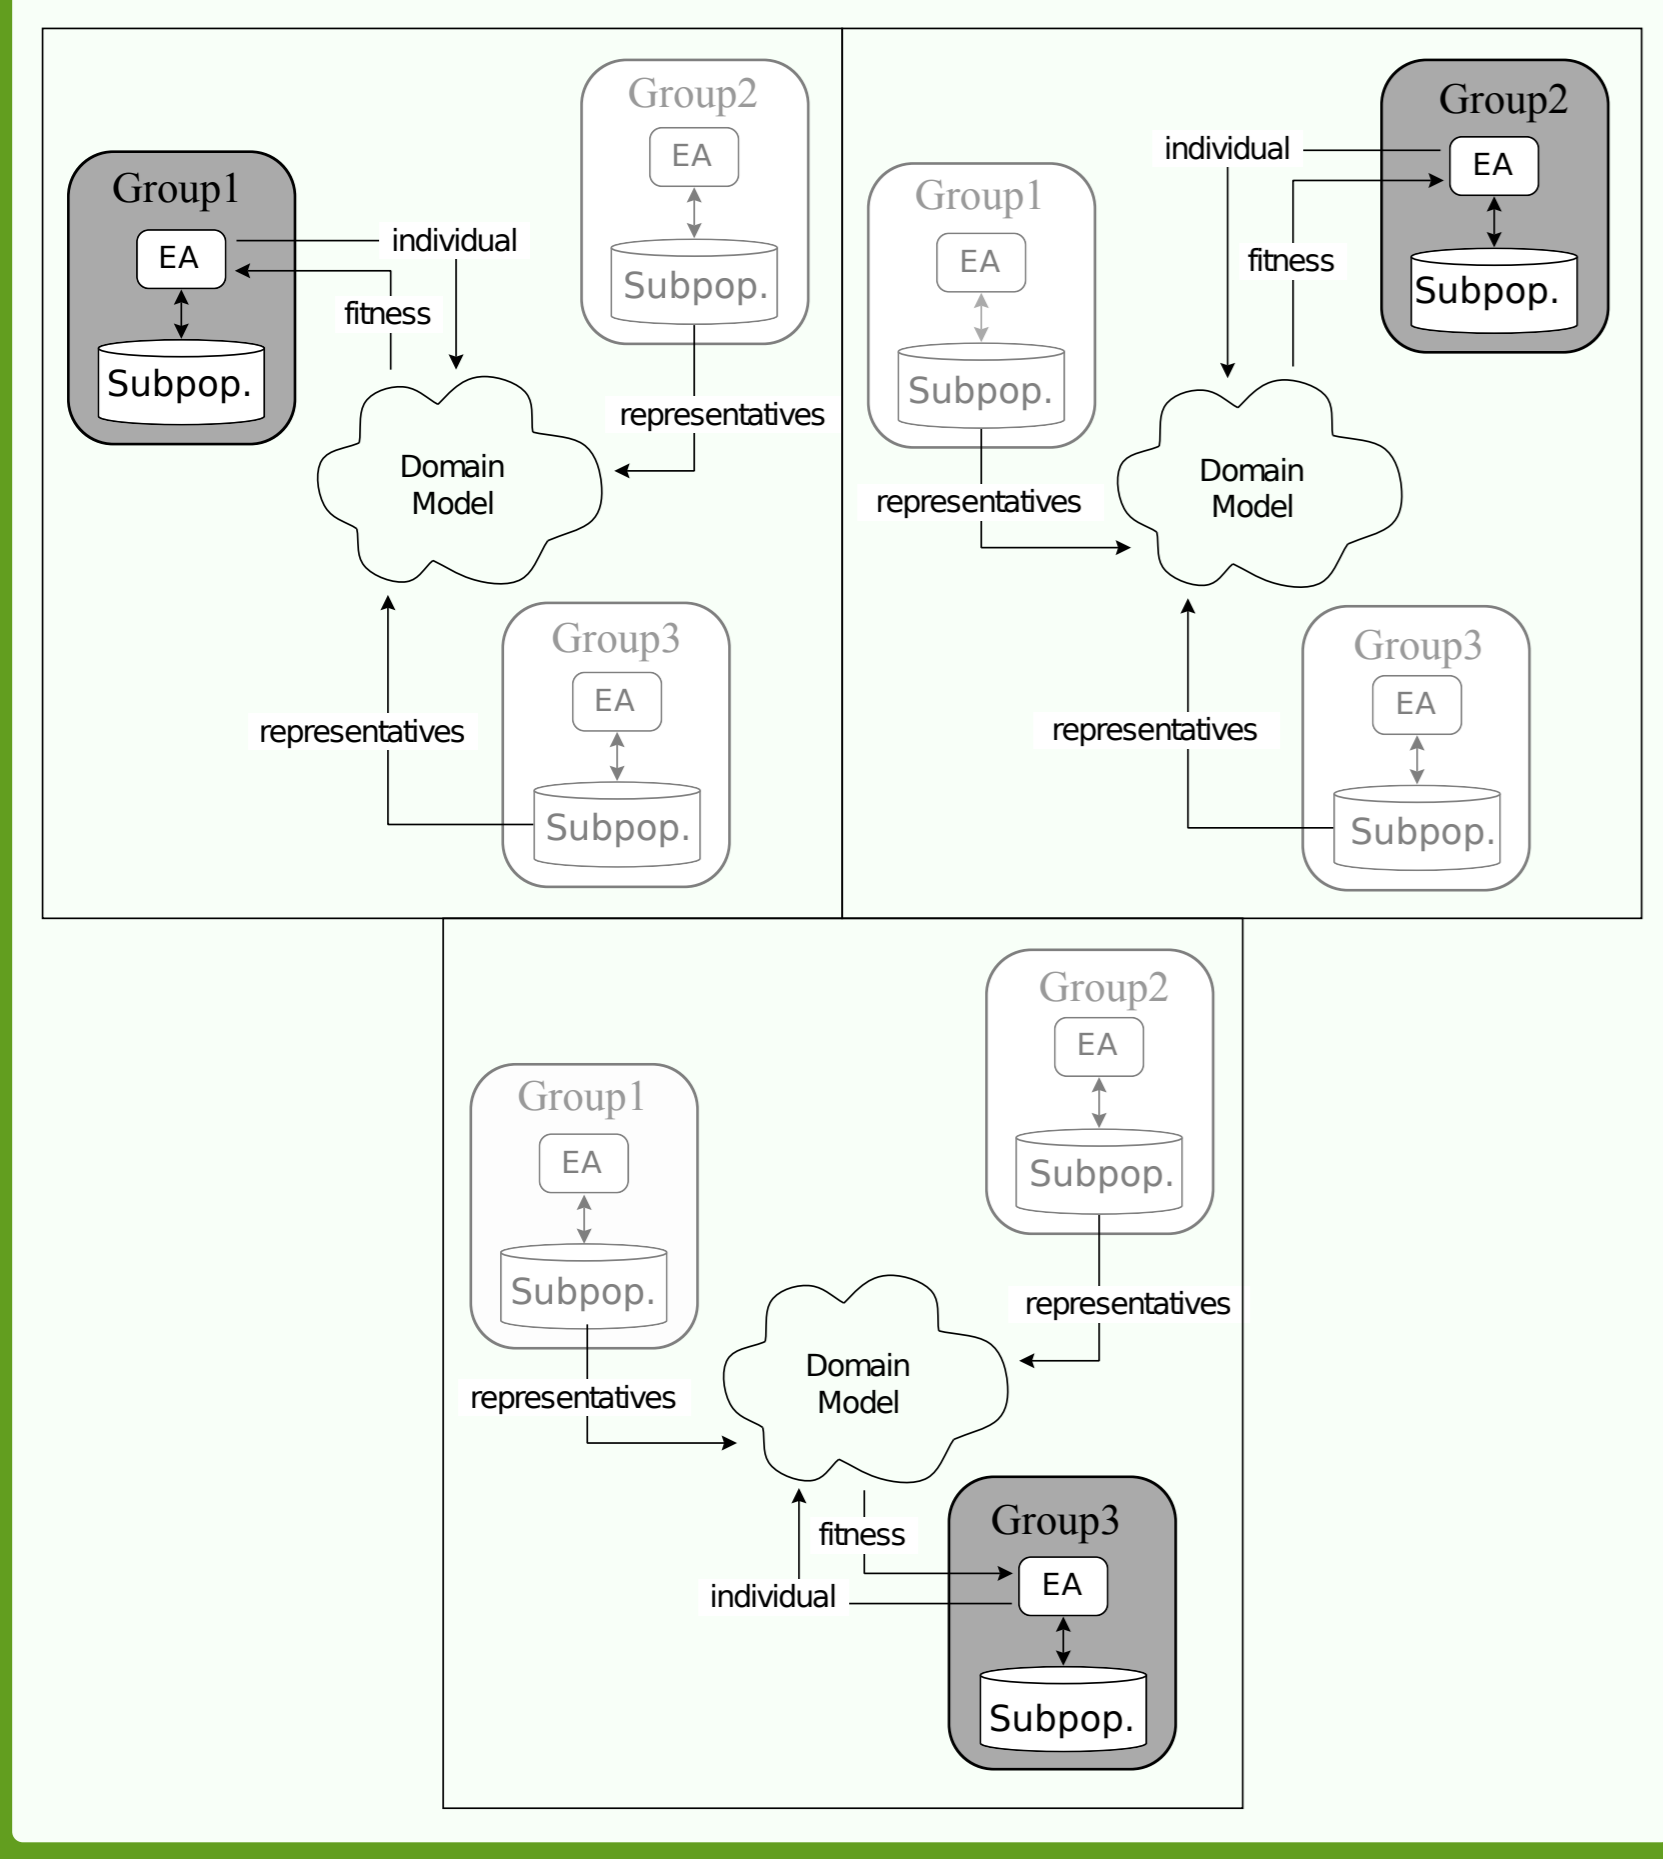 Group2
EA
Subpop.
representatives
Group1
EA
Subpop.
individual
fitness
Domain
Model
Group3
EA
Subpop.
representatives
Group2
EA
Subpop.
individual
fitness
Group1
EA
Subpop.
representatives
Domain
Model
Group3
EA
Subpop.
representatives
Group2
EA
Subpop.
representatives
Group1
EA
Subpop.
representatives
Domain
Model
fitness
individual
Group3
EA
Subpop.